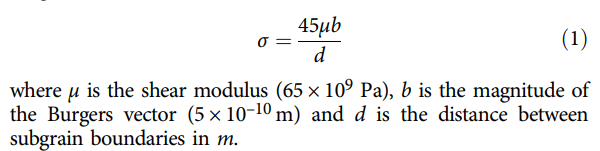 σ = 45μb / d (1)
where μ is the shear modulus (65 × 10⁹ Pa), b is the magnitude of
the Burgers vector (5 × 10⁻¹⁰ m) and d is the distance between
subgrain boundaries in m.